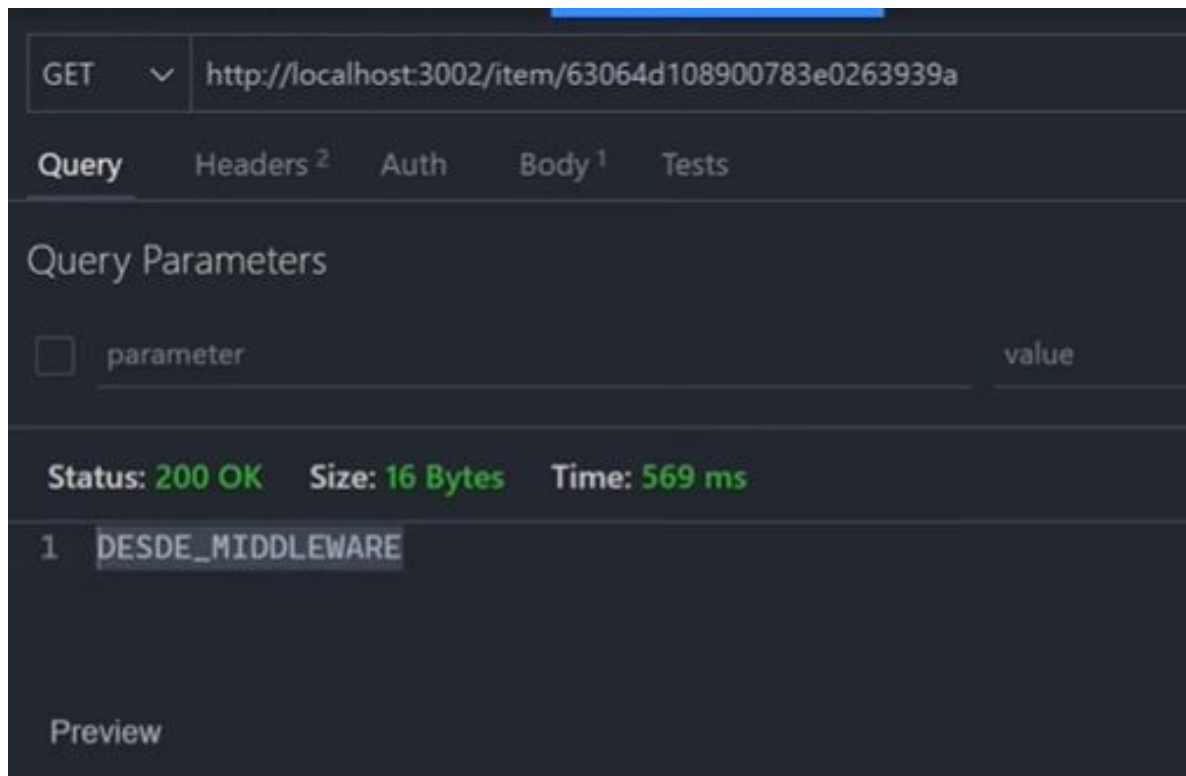 GET http://localhost:3002/item/63064d108900783e0263939a
Query Headers 2 Auth Body 1 Tests
Query Parameters
parameter value
Status: 200 OK Size: 16 Bytes Time: 569 ms
1 DESDE_MIDDLEWARE
Preview